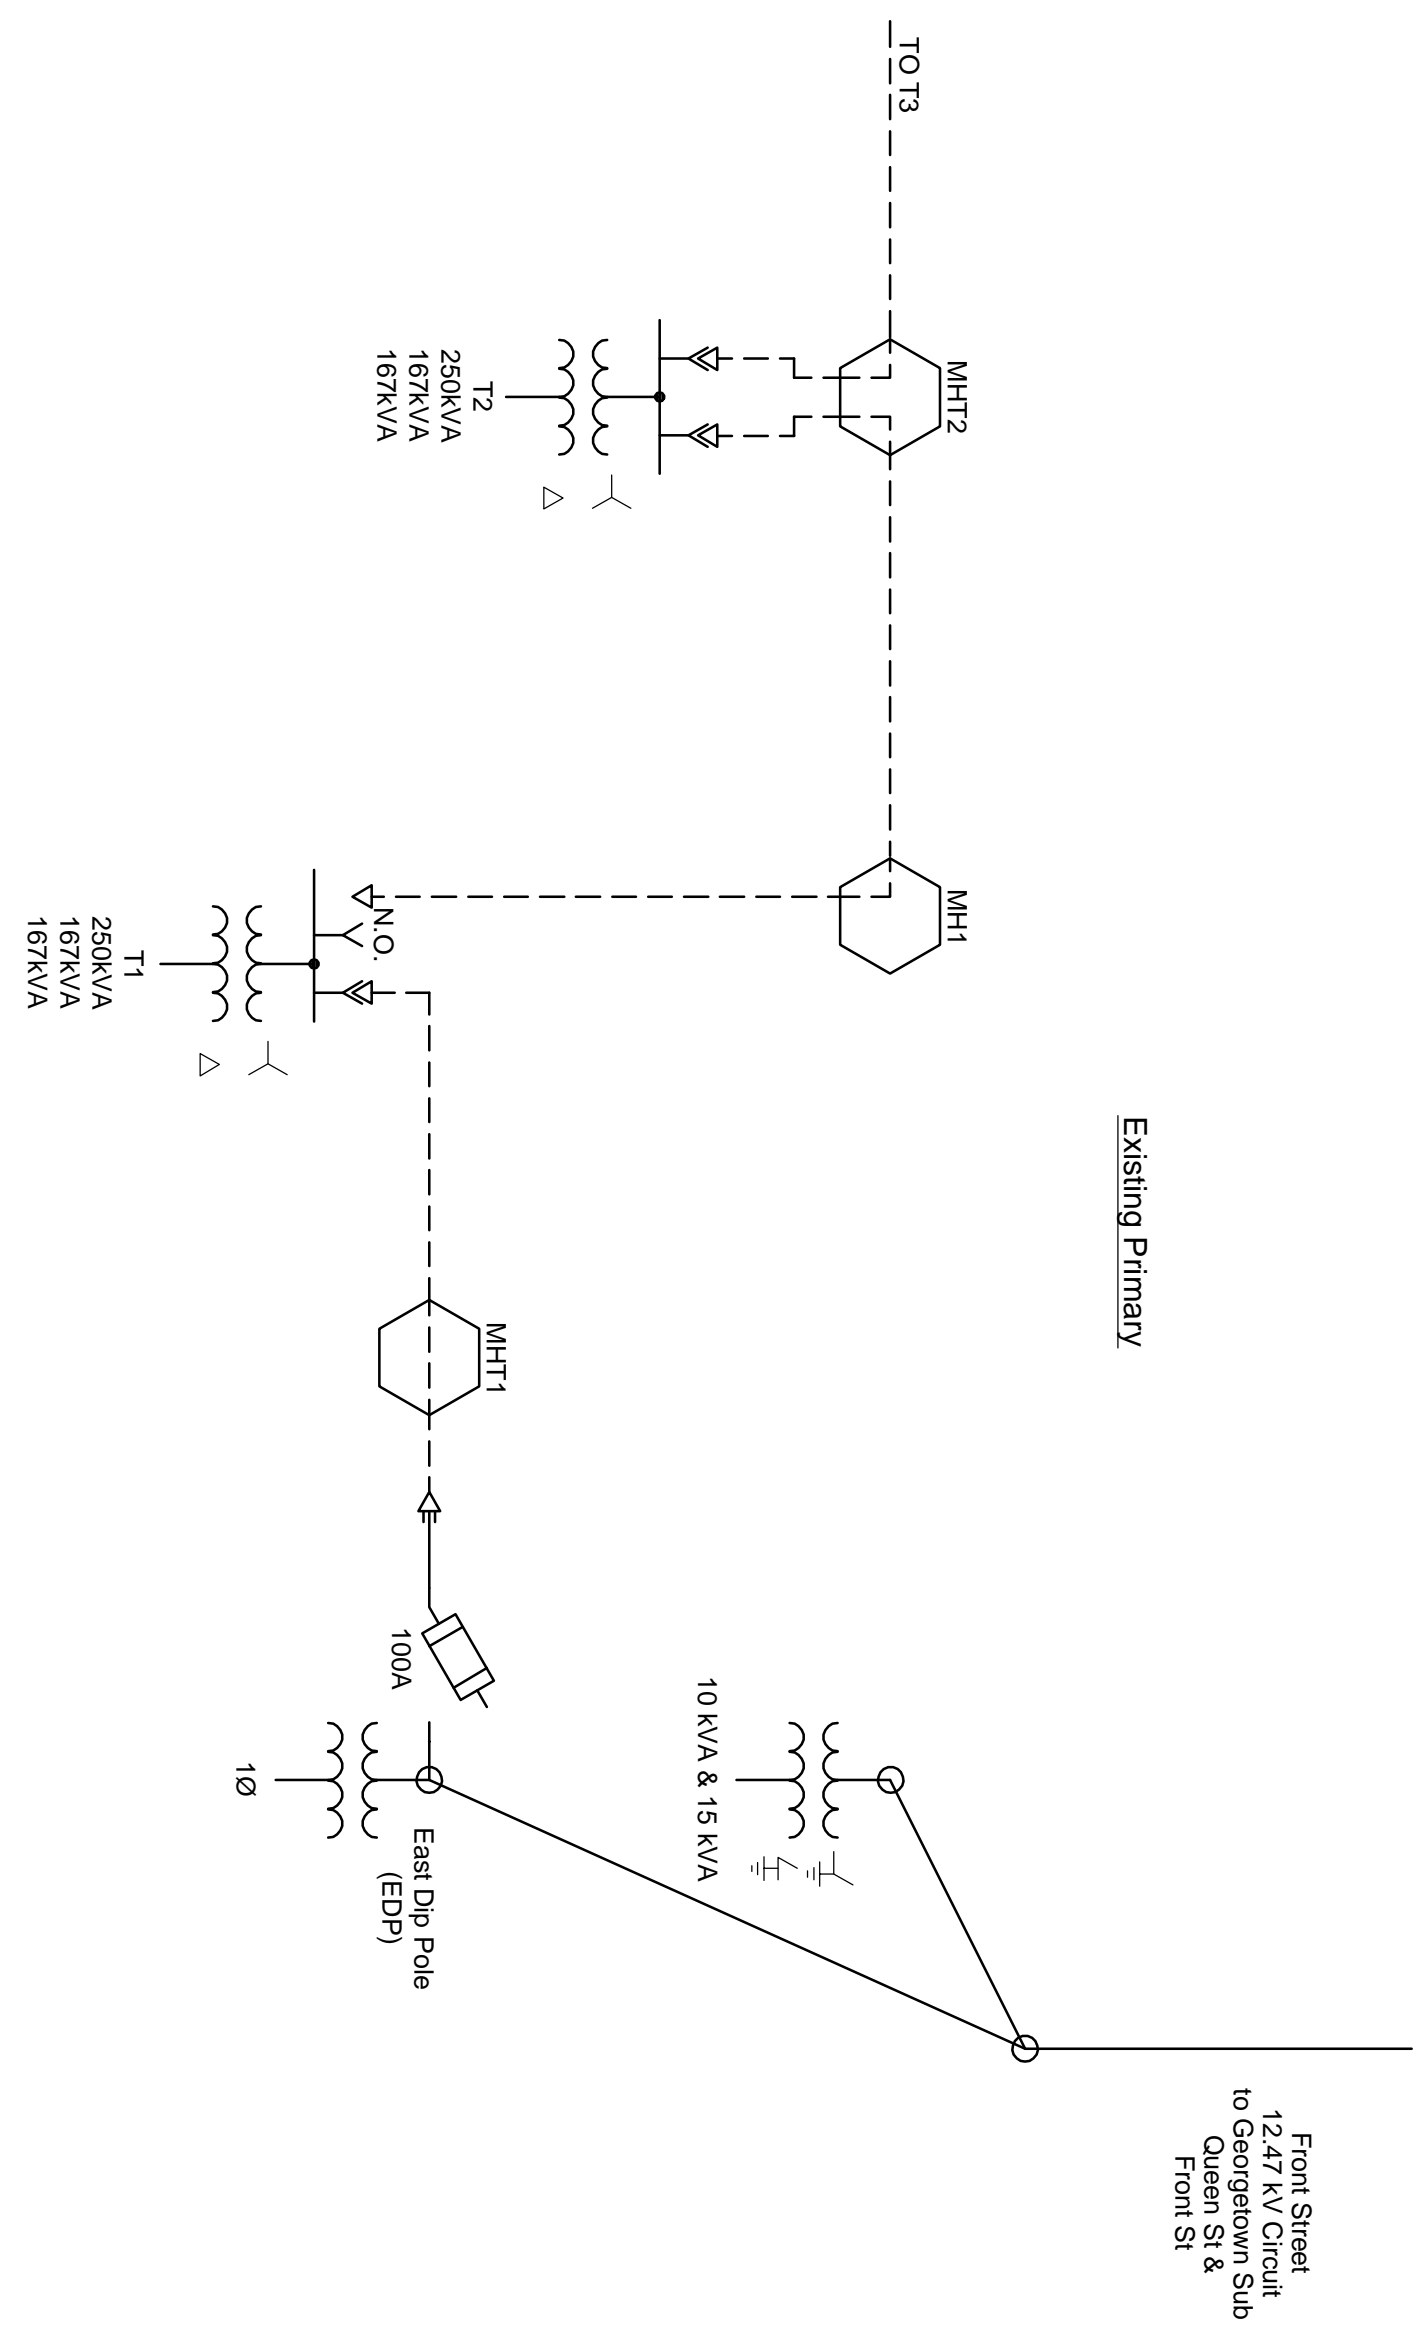 Existing Primary
TO T3
MHT2
MH1
T2
250kVA
167kVA
167kVA
N.O.
T1
250kVA
167kVA
167kVA
MHT1
100A
10 kVA & 15 kVA
1Ø
East Dip Pole
(EDP)
Front Street
12.47 kV Circuit
to Georgetown Sub
Queen St &
Front St